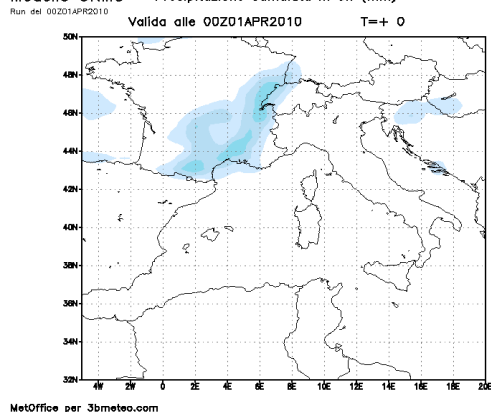 Run del 00Z01APR2010
Valida alle 00Z01APR2010 T=+ 0
50N
48N
46N
44N
42N
40N
38N
36N
34N
32N
4W 2W 0 2E 4E 6E 8E 10E 12E 14E 16E 18E 20E
MetOffice per 3bmeteo.com